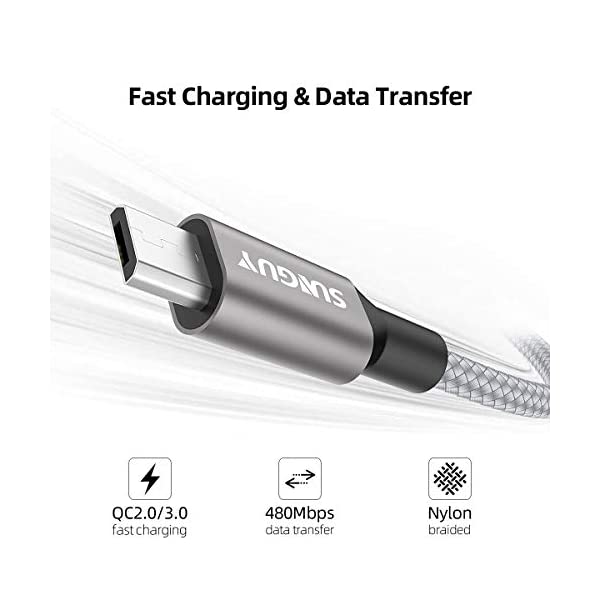 Fast Charging & Data Transfer
SUNGUY
QC2.0/3.0
fast charging
480Mbps
data transfer
Nylon
braided